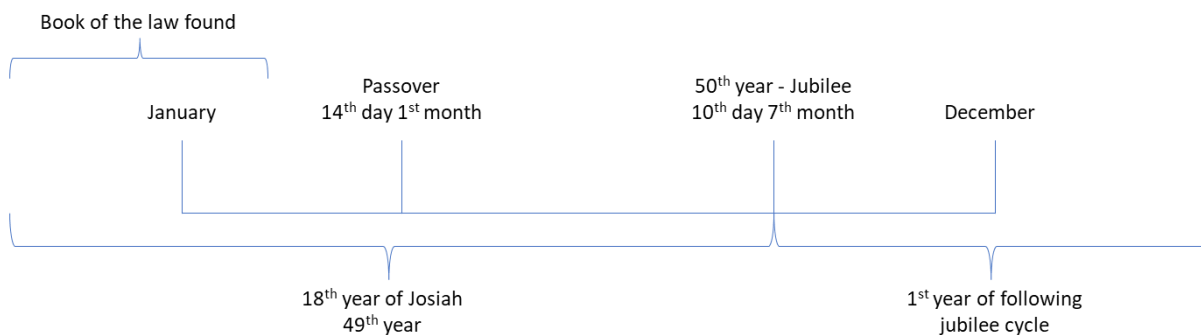 Book of the law found
January
Passover
14th day 1st month
50th year - Jubilee
10th day 7th month
December
18th year of Josiah
49th year
1st year of following
jubilee cycle